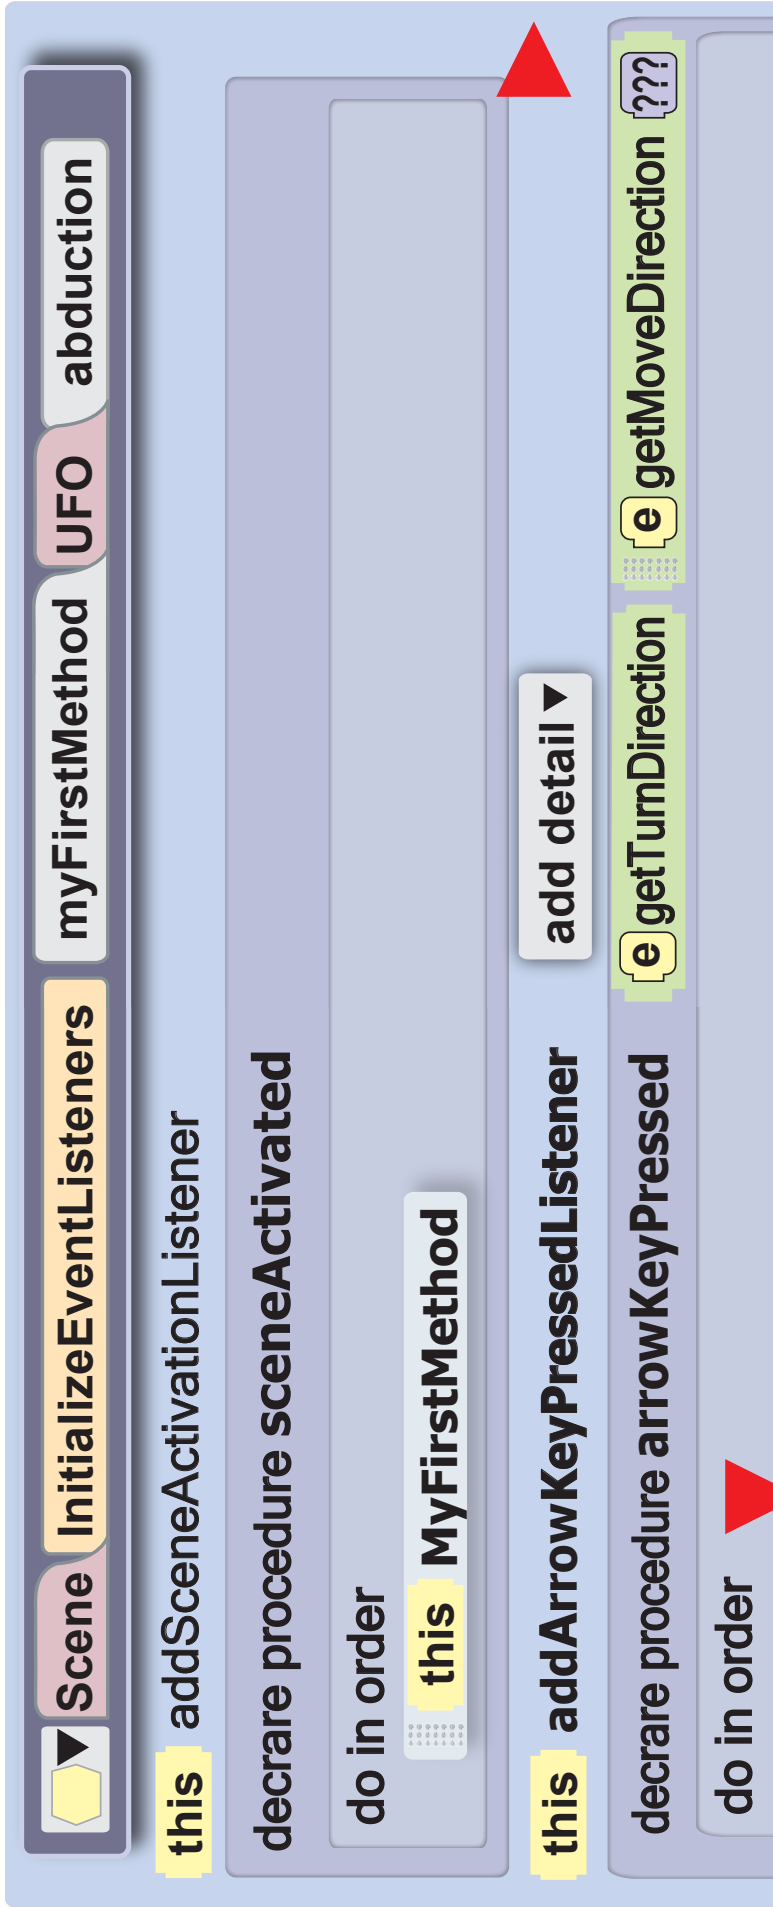 Scene InitializeEventListeners myFirstMethod UFO abduction
this addSceneActivationListener
decrare procedure sceneActivated
do in order
this MyFirstMethod
this addArrowKeyPressedListener add detail
decrare procedure arrowKeyPressed e getTurnDirection e getMoveDirection ???
do in order